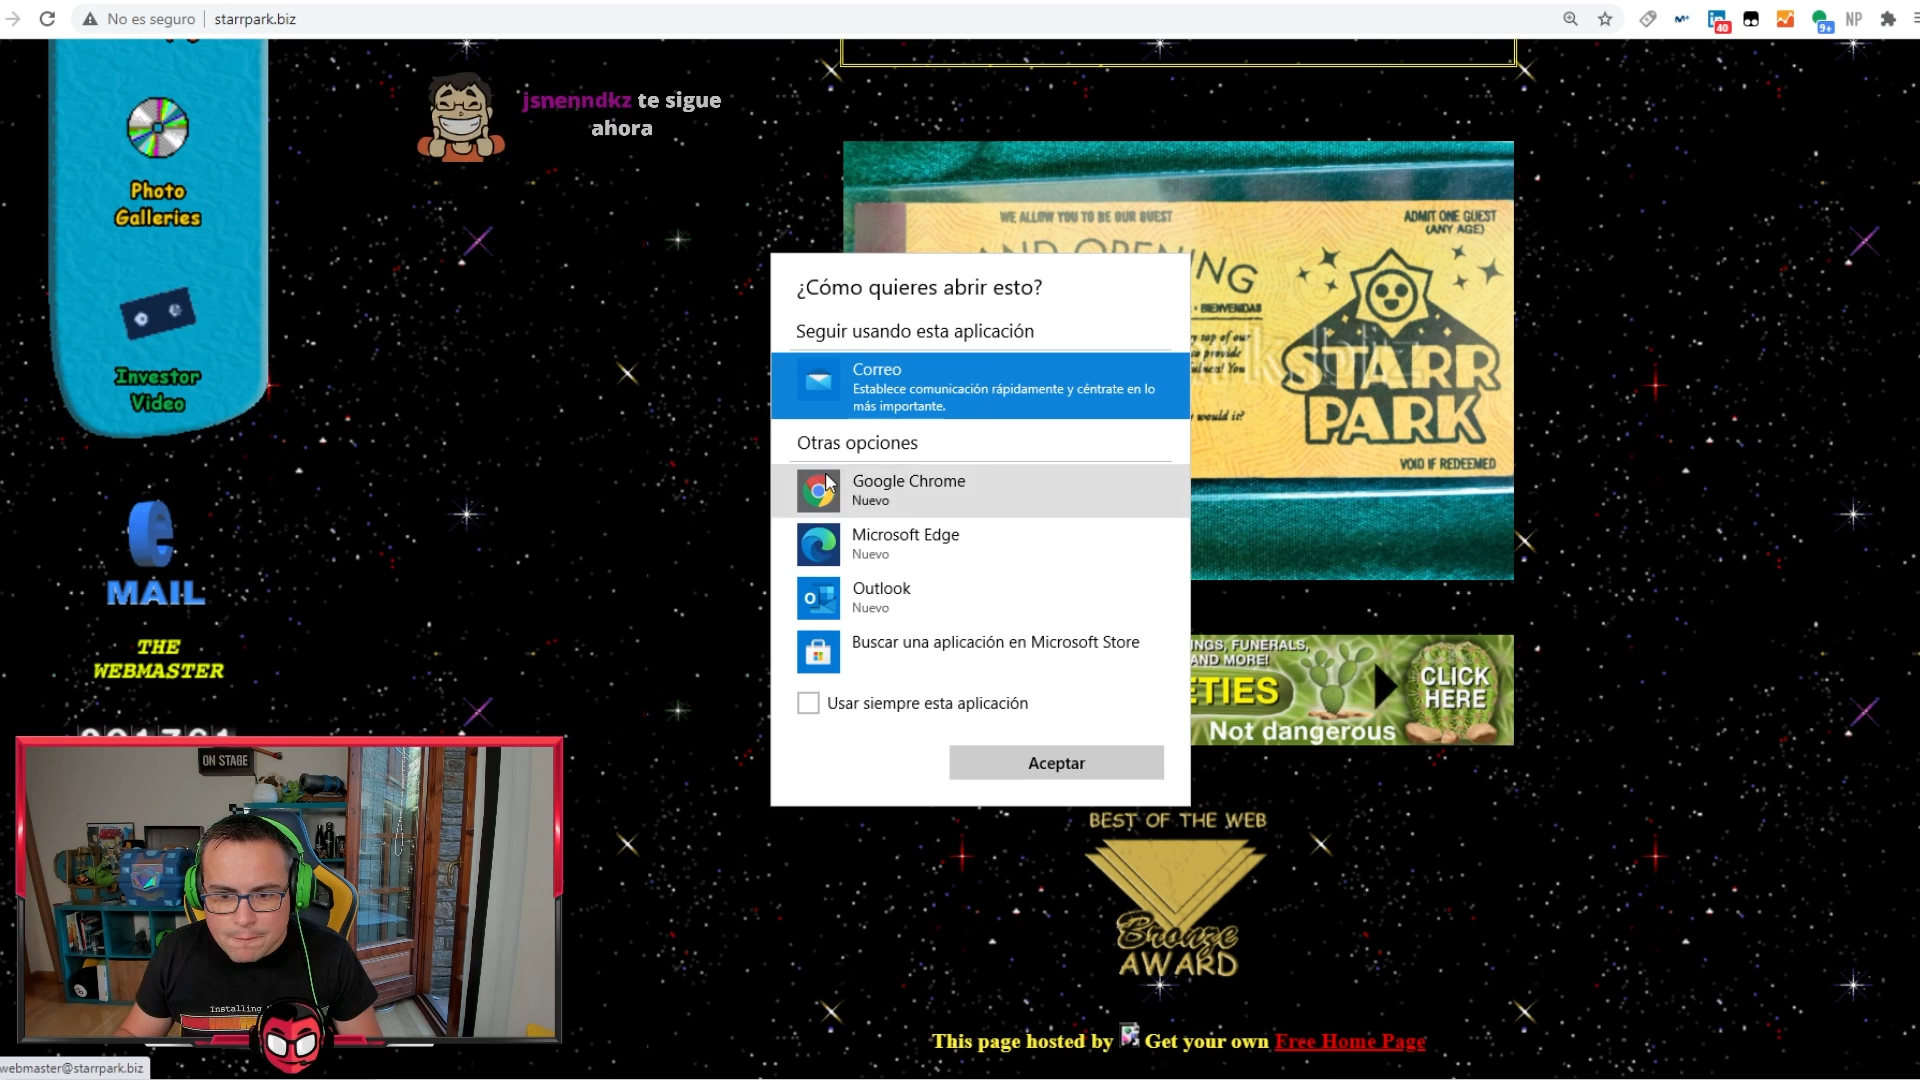 No es seguro
starrpark.biz
40
9+
NP
jsnenndkz te sigue
ahora
Photo
Galleries
Investor
Video
MAIL
THE
WEBMASTER
WE ALLOW YOU TO BE OUR GUEST
ADMIT ONE GUEST
(ANY AGE)
STARR
PARK
VOID IF REDEEMED
would it?
¿Cómo quieres abrir esto?
Seguir usando esta aplicación
Correo
Establece comunicación rápidamente y céntrate en lo
más importante.
Otras opciones
Google Chrome
Nuevo
Microsoft Edge
Nuevo
Outlook
Nuevo
Buscar una aplicación en Microsoft Store
Usar siempre esta aplicación
Aceptar
FUNERALS,
AND MORE!
CLICK
HERE
Not dangerous
ON STAGE
Installing
BEST OF THE WEB
Bronze
AWARD
This page hosted by Get your own Free Home Page
webmaster@starrpark.biz